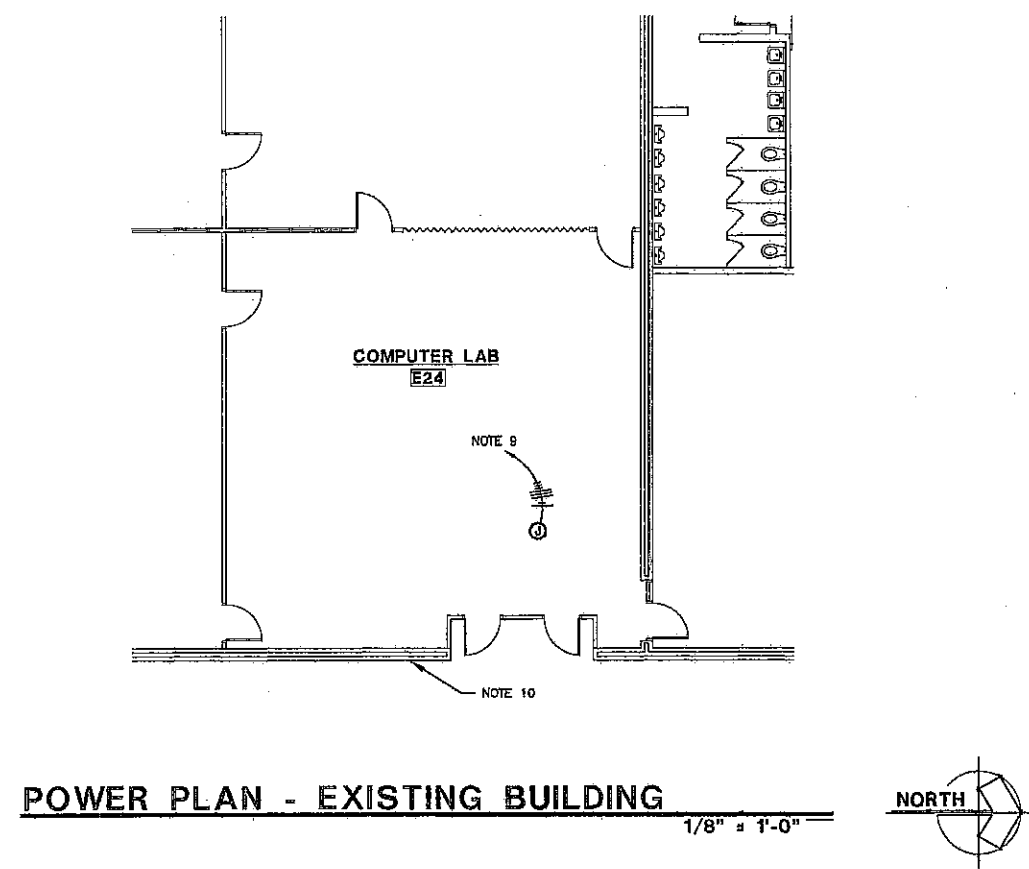 COMPUTER LAB
E24
NOTE 9
J
NOTE 10
POWER PLAN - EXISTING BUILDING
1/8" = 1'-0"
NORTH